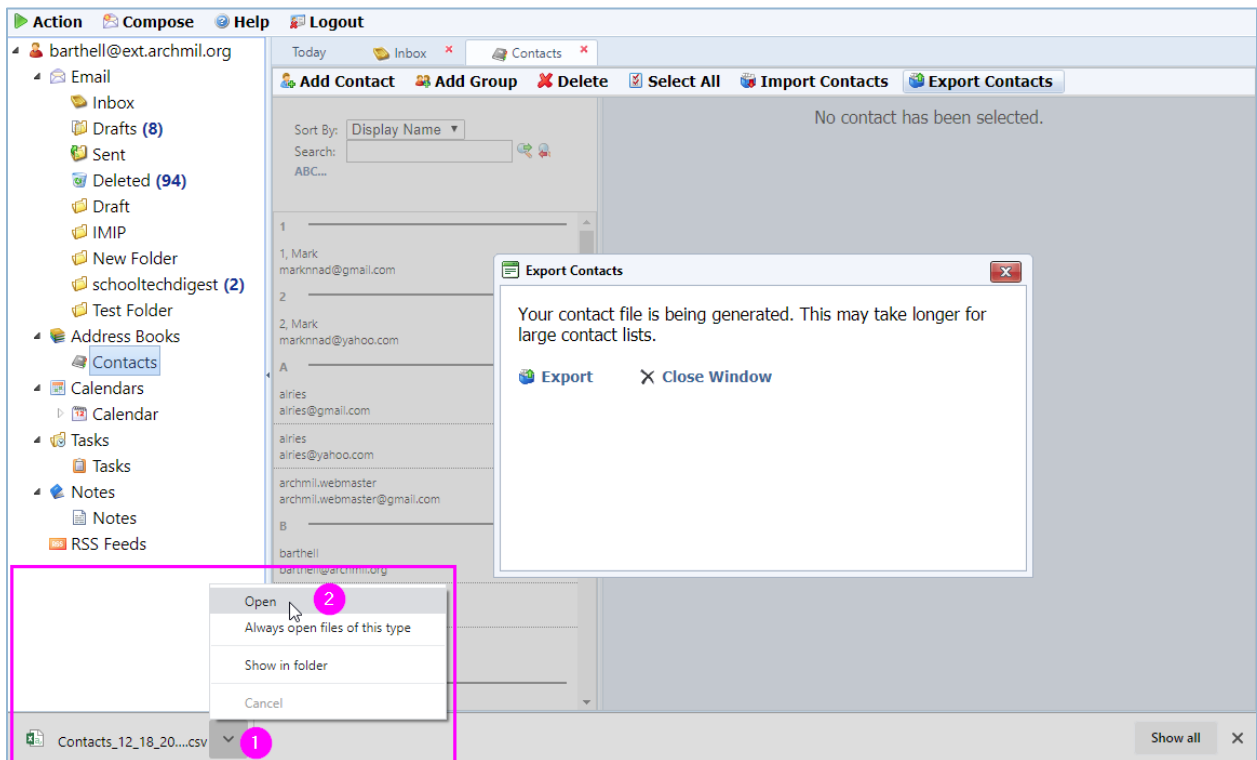 Action Compose Help Logout
barthell@ext.archmil.org
Email
Inbox
Drafts (8)
Sent
Deleted (94)
Draft
IMIP
New Folder
schooltechdigest (2)
Test Folder
Address Books
Contacts
Calendars
Calendar
Tasks
Tasks
Notes
Notes
RSS Feeds
Today Inbox Contacts
Add Contact Add Group Delete Select All Import Contacts Export Contacts
Sort By: Display Name
Search:
ABC...
1
1, Mark
marknnad@gmail.com
2
2, Mark
marknnad@yahoo.com
A
airies
airies@gmail.com
airies
airies@yahoo.com
archmil.webmaster
archmil.webmaster@gmail.com
B
barthell
barthell@archmil.org
No contact has been selected.
Export Contacts
Your contact file is being generated. This may take longer for
large contact lists.
Export Close Window
Open 2
Always open files of this type
Show in folder
Cancel
Contacts_12_18_20....csv 1
Show all